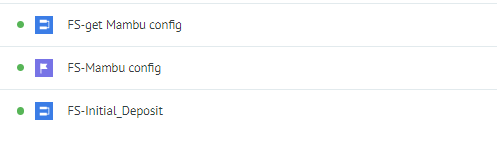 FS-get Mambu config
FS-Mambu config
FS-Initial_Deposit